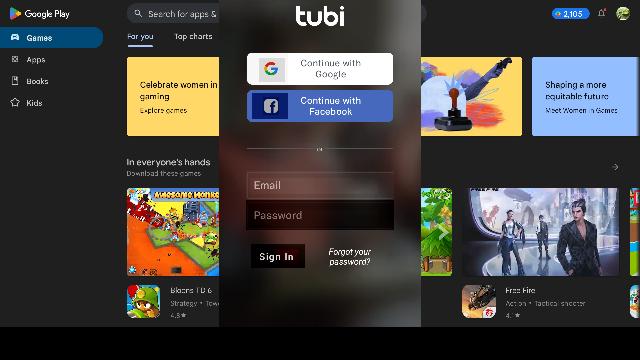 Google Play
Search for apps &
2,105
Games
Apps
Books
Kids
For you
Top charts
Celebrate women in
gaming
Explore games
Shaping a more
equitable future
Meet Women in Games
In everyone's hands
Download these games
Bloons TD 6
Strategy • Tow
4.8★
Free Fire
Action • Tactical shooter
4.1★
tubi
Continue with
Google
Continue with
Facebook
Email
Password
Sign In
Forgot your
password?